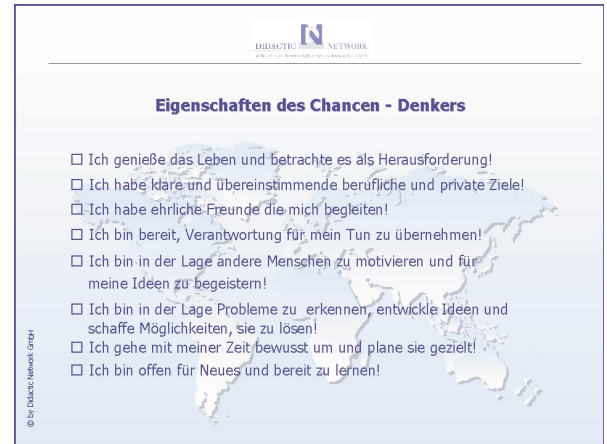 DIDACTIC N NETWORK
Eigenschaften des Chancen - Denkers
☐ Ich genieße das Leben und betrachte es als Herausforderung!
☐ Ich habe klare und übereinstimmende berufliche und private Ziele!
☐ Ich habe ehrliche Freunde die mich begleiten!
☐ Ich bin bereit, Verantwortung für mein Tun zu übernehmen!
☐ Ich bin in der Lage andere Menschen zu motivieren und für
meine Ideen zu begeistern!
☐ Ich bin in der Lage Probleme zu erkennen, entwickle Ideen und
schaffe Möglichkeiten, sie zu lösen!
☐ Ich gehe mit meiner Zeit bewusst um und plane sie gezielt!
☐ Ich bin offen für Neues und bereit zu lernen!
© by Didactic Network GmbH